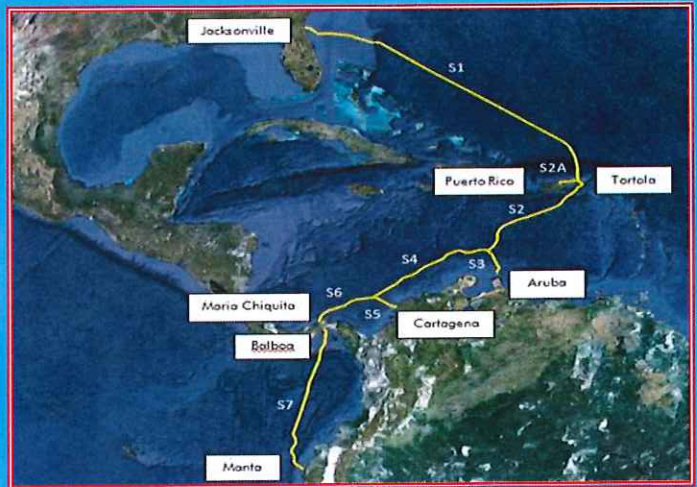 Jacksonville
S1
S2A
Puerto Rico
Tortola
S2
S4
S3
Aruba
S6
Maria Chiquita
S5
Cartagena
Balboa
S7
Manta